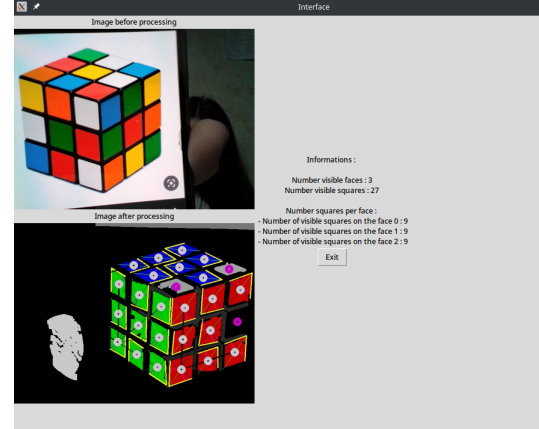 Interface
Image before processing
Image after processing
Informations :
Number visible faces : 3
Number visible squares : 27
Number squares per face :
- Number of visible squares on the face 0 : 9
- Number of visible squares on the face 1 : 9
- Number of visible squares on the face 2 : 9
Exit